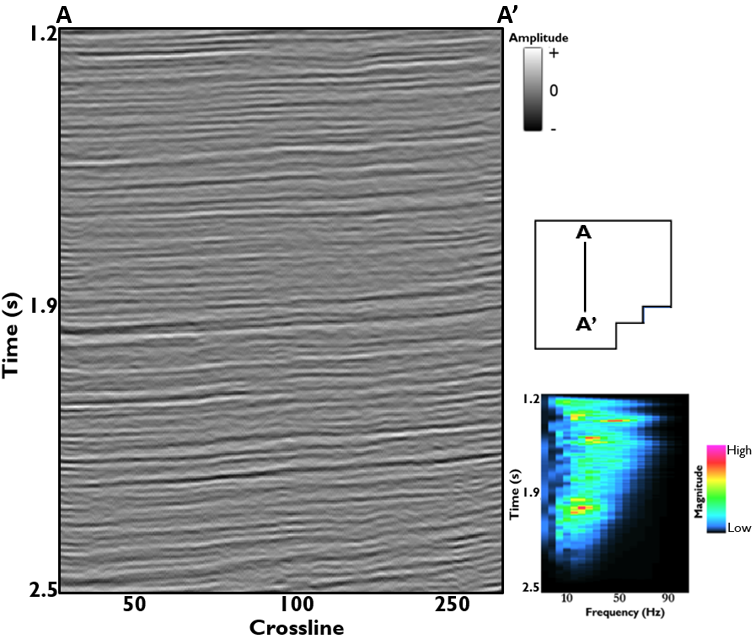 A
A’
1.2
1.9
2.5
Time (s)
50
100
250
Crossline
Amplitude
+
0
-
A
A’
1.2
1.9
2.5
Time (s)
10
50
90
Frequency (Hz)
High
Low
Magnitude